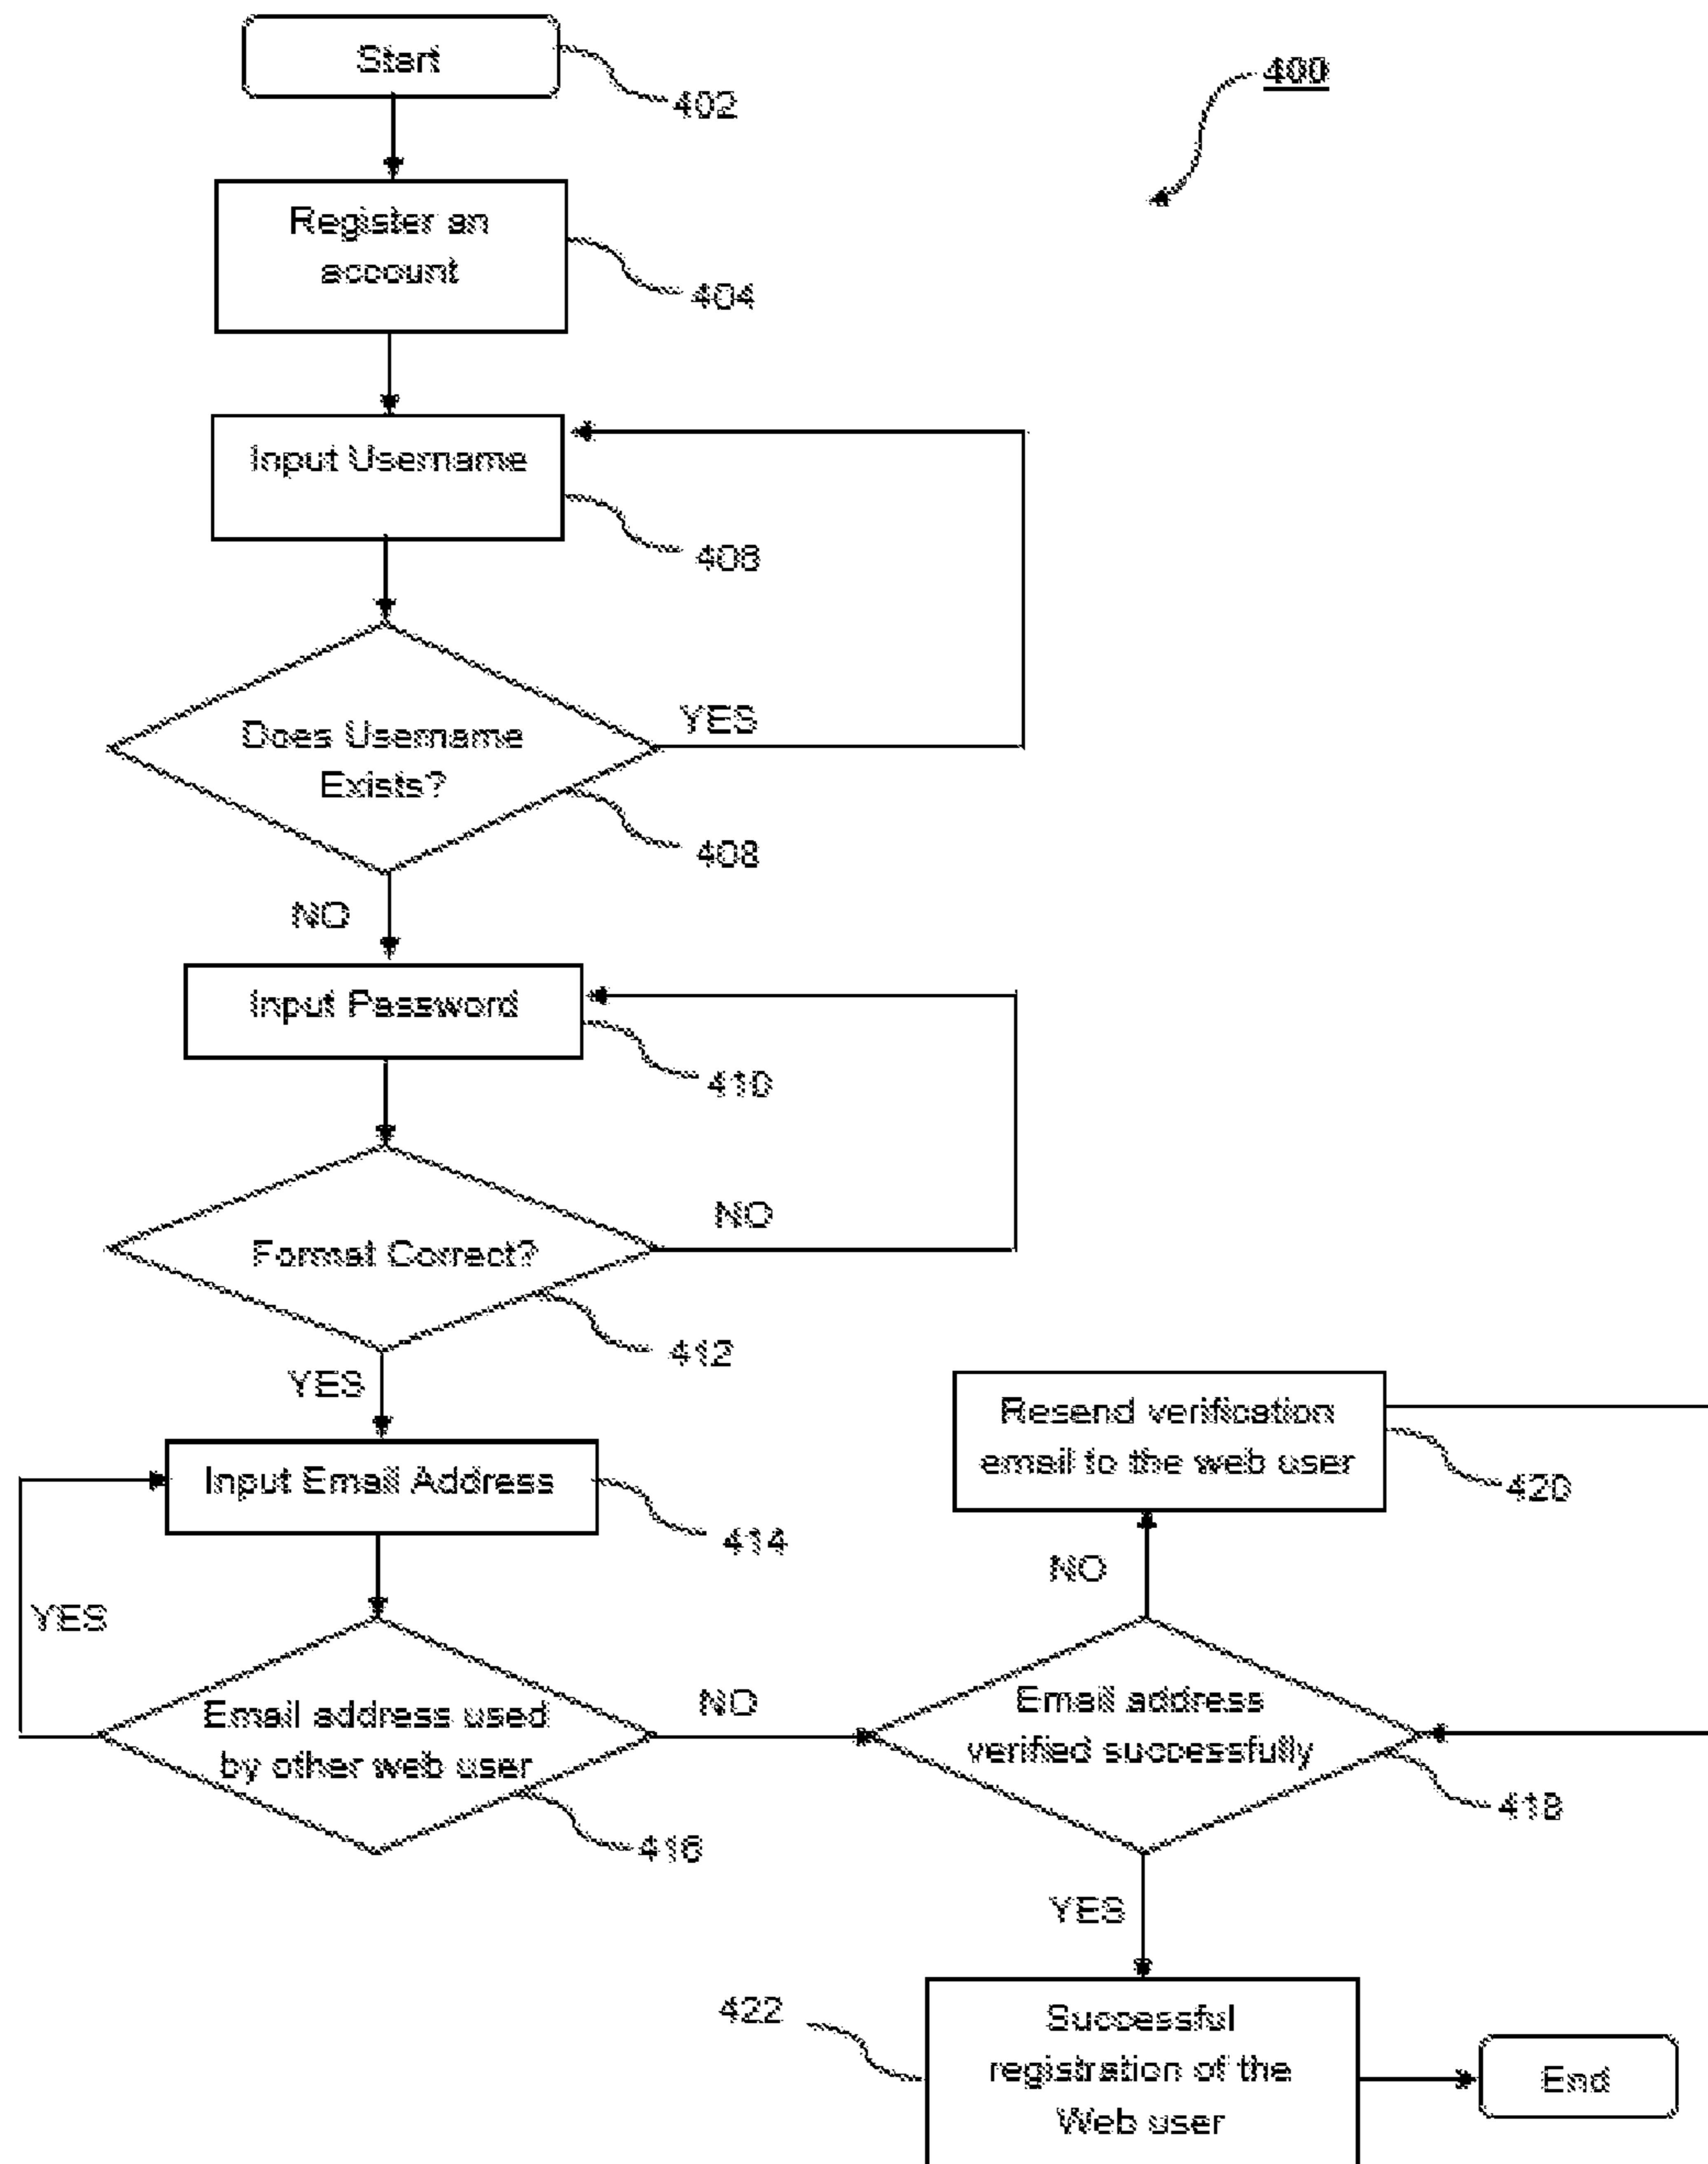 Start
402
400
Register an
account
404
Input Username
406
Does Username
Exists?
YES
408
NO
Input Password
410
Format Correct?
NO
412
YES
Input Email Address
414
YES
Email address used
by other web user
416
NO
Resend verification
email to the web user
420
NO
Email address
verified successfully
418
YES
422
Successful
registration of the
Web user
End